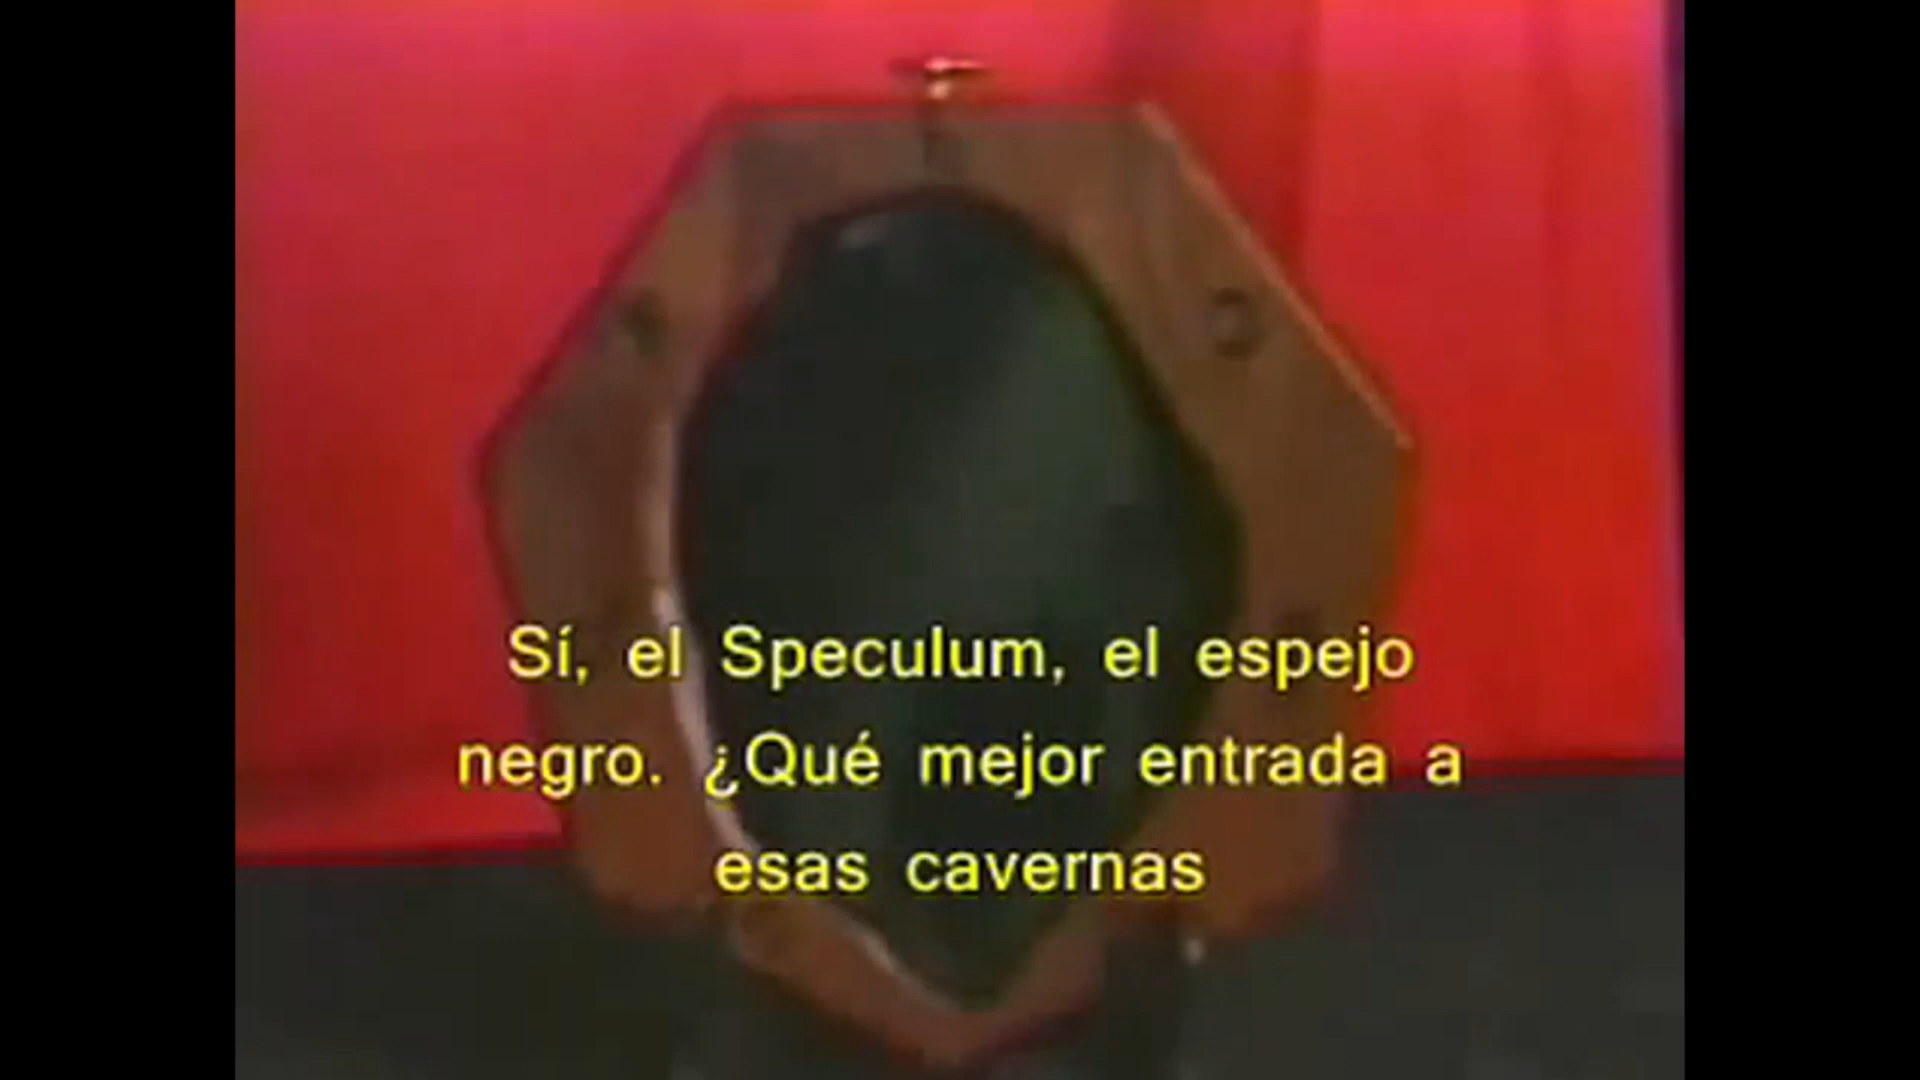 Sí, el Speculum, el espejo
negro. ¿Qué mejor entrada a
esas cavernas